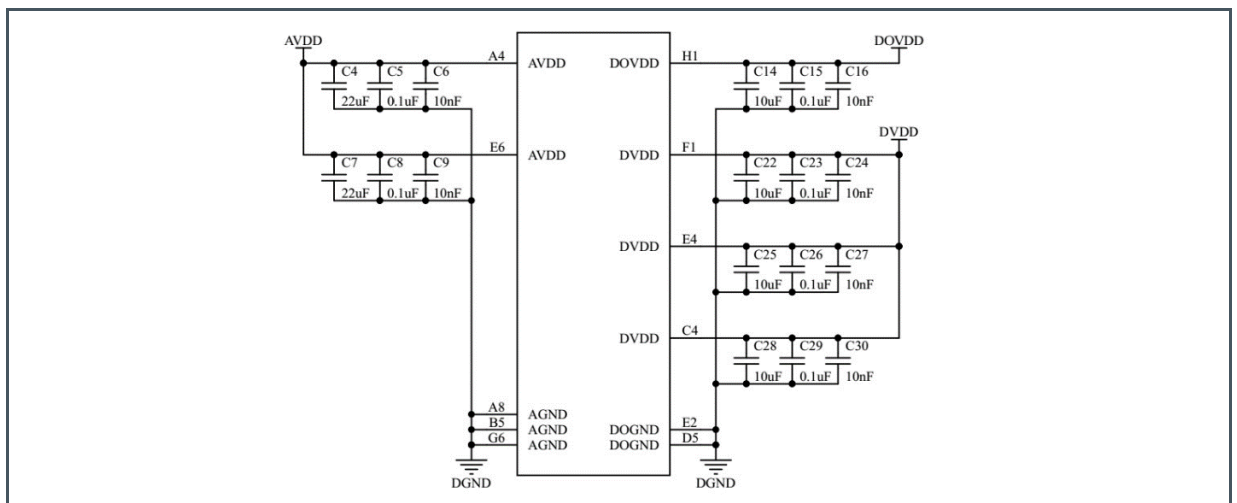 AVDD
DOVDD
A4
AVDD
DOVDD
H1
C4
C5
C6
22uF
0.1uF
10nF
C14
C15
C16
10uF
0.1uF
10nF
DVDD
E6
AVDD
DVDD
F1
C7
C8
C9
22uF
0.1uF
10nF
C22
C23
C24
10uF
0.1uF
10nF
DVDD
E4
C25
C26
C27
10uF
0.1uF
10nF
DVDD
C4
C28
C29
C30
10uF
0.1uF
10nF
A8
AGND
B5
AGND
DOGND
E2
G6
AGND
DOGND
D5
DGND
DGND